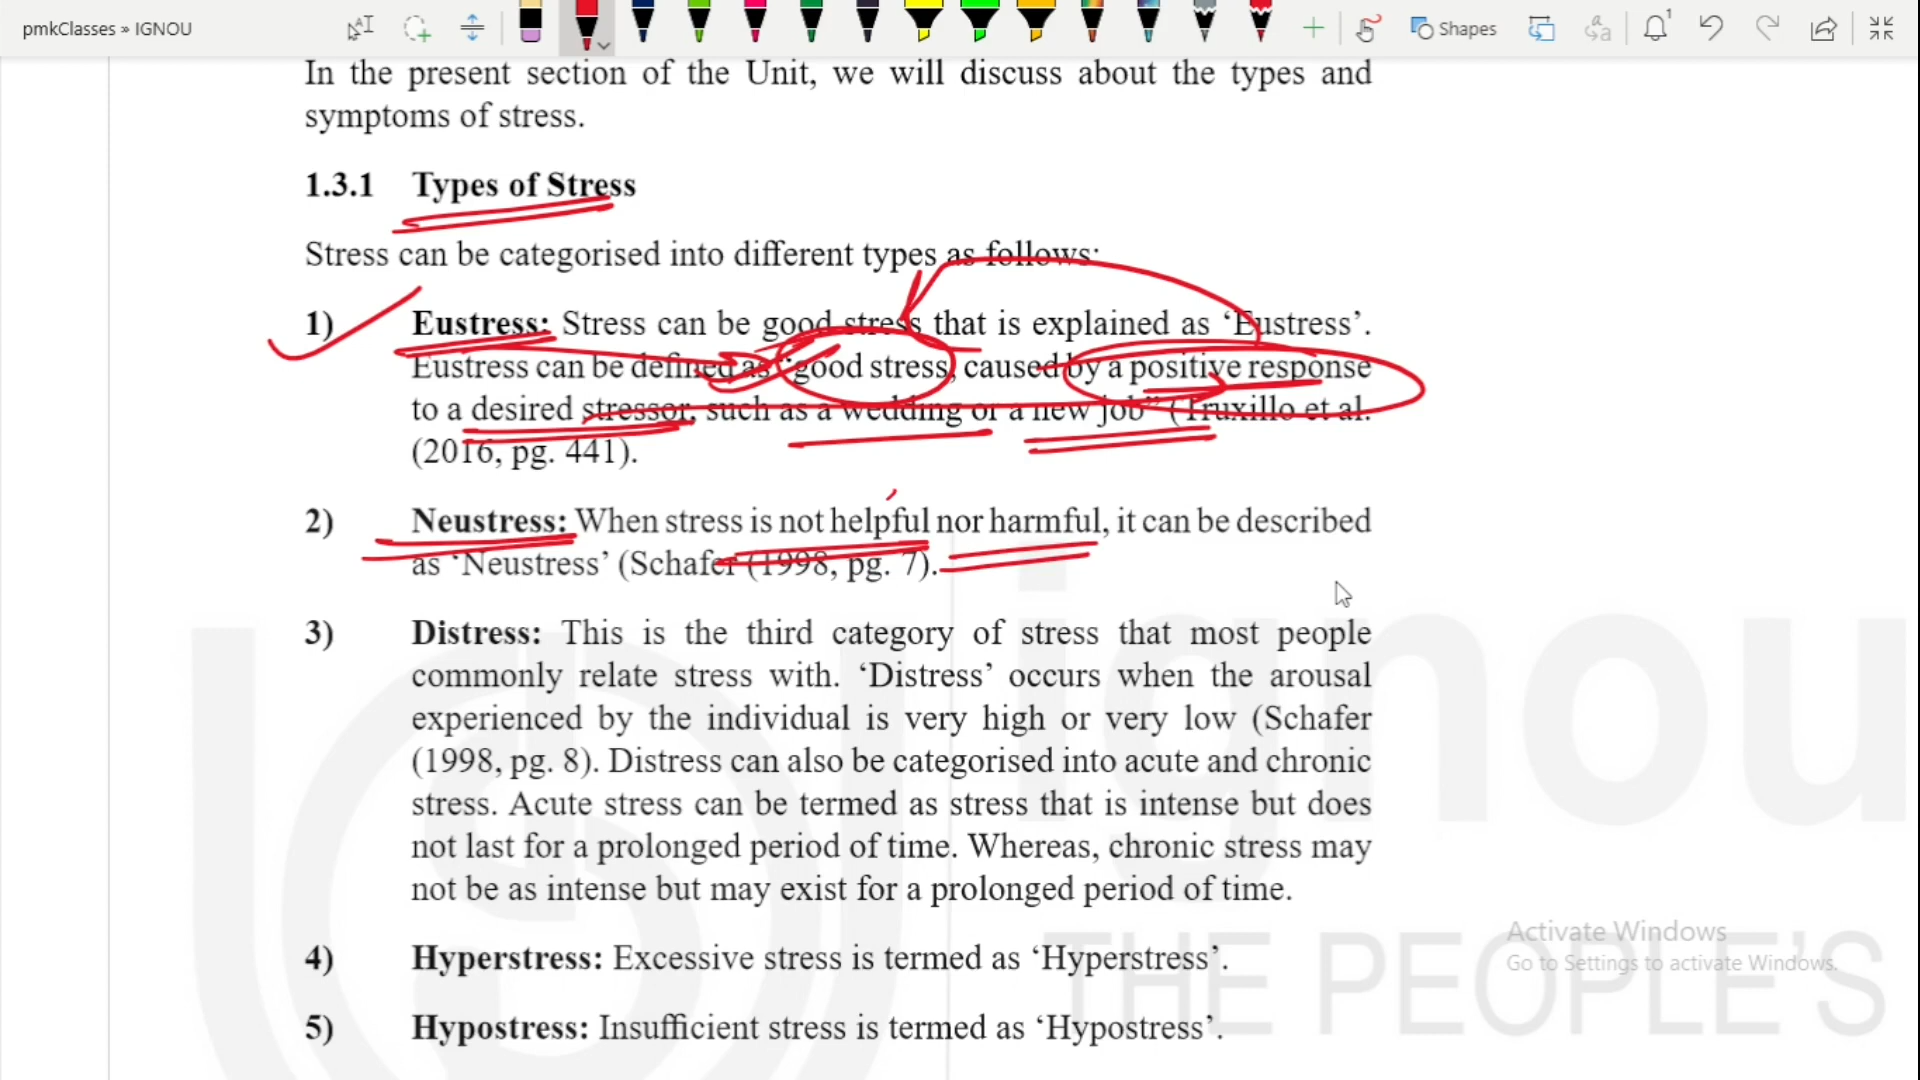 pmkClasses » IGNOU
Shapes
1
In the present section of the Unit, we will discuss about the types and
symptoms of stress.
1.3.1 Types of Stress
Stress can be categorised into different types as follows:
1) Eustress: Stress can be good stress that is explained as ‘Eustress’.
Eustress can be defined as “good stress, caused by a positive response
to a desired stressor, such as a wedding or a new job” (Truxillo et al.
(2016, pg. 441).
2) Neustress: When stress is not helpful nor harmful, it can be described
as ‘Neustress’ (Schafer (1998, pg. 7).
3) Distress: This is the third category of stress that most people
commonly relate stress with. ‘Distress’ occurs when the arousal
experienced by the individual is very high or very low (Schafer
(1998, pg. 8). Distress can also be categorised into acute and chronic
stress. Acute stress can be termed as stress that is intense but does
not last for a prolonged period of time. Whereas, chronic stress may
not be as intense but may exist for a prolonged period of time.
4) Hyperstress: Excessive stress is termed as ‘Hyperstress’.
5) Hypostress: Insufficient stress is termed as ‘Hypostress’.
ignou
THE PEOPLE'S
Activate Windows
Go to Settings to activate Windows.